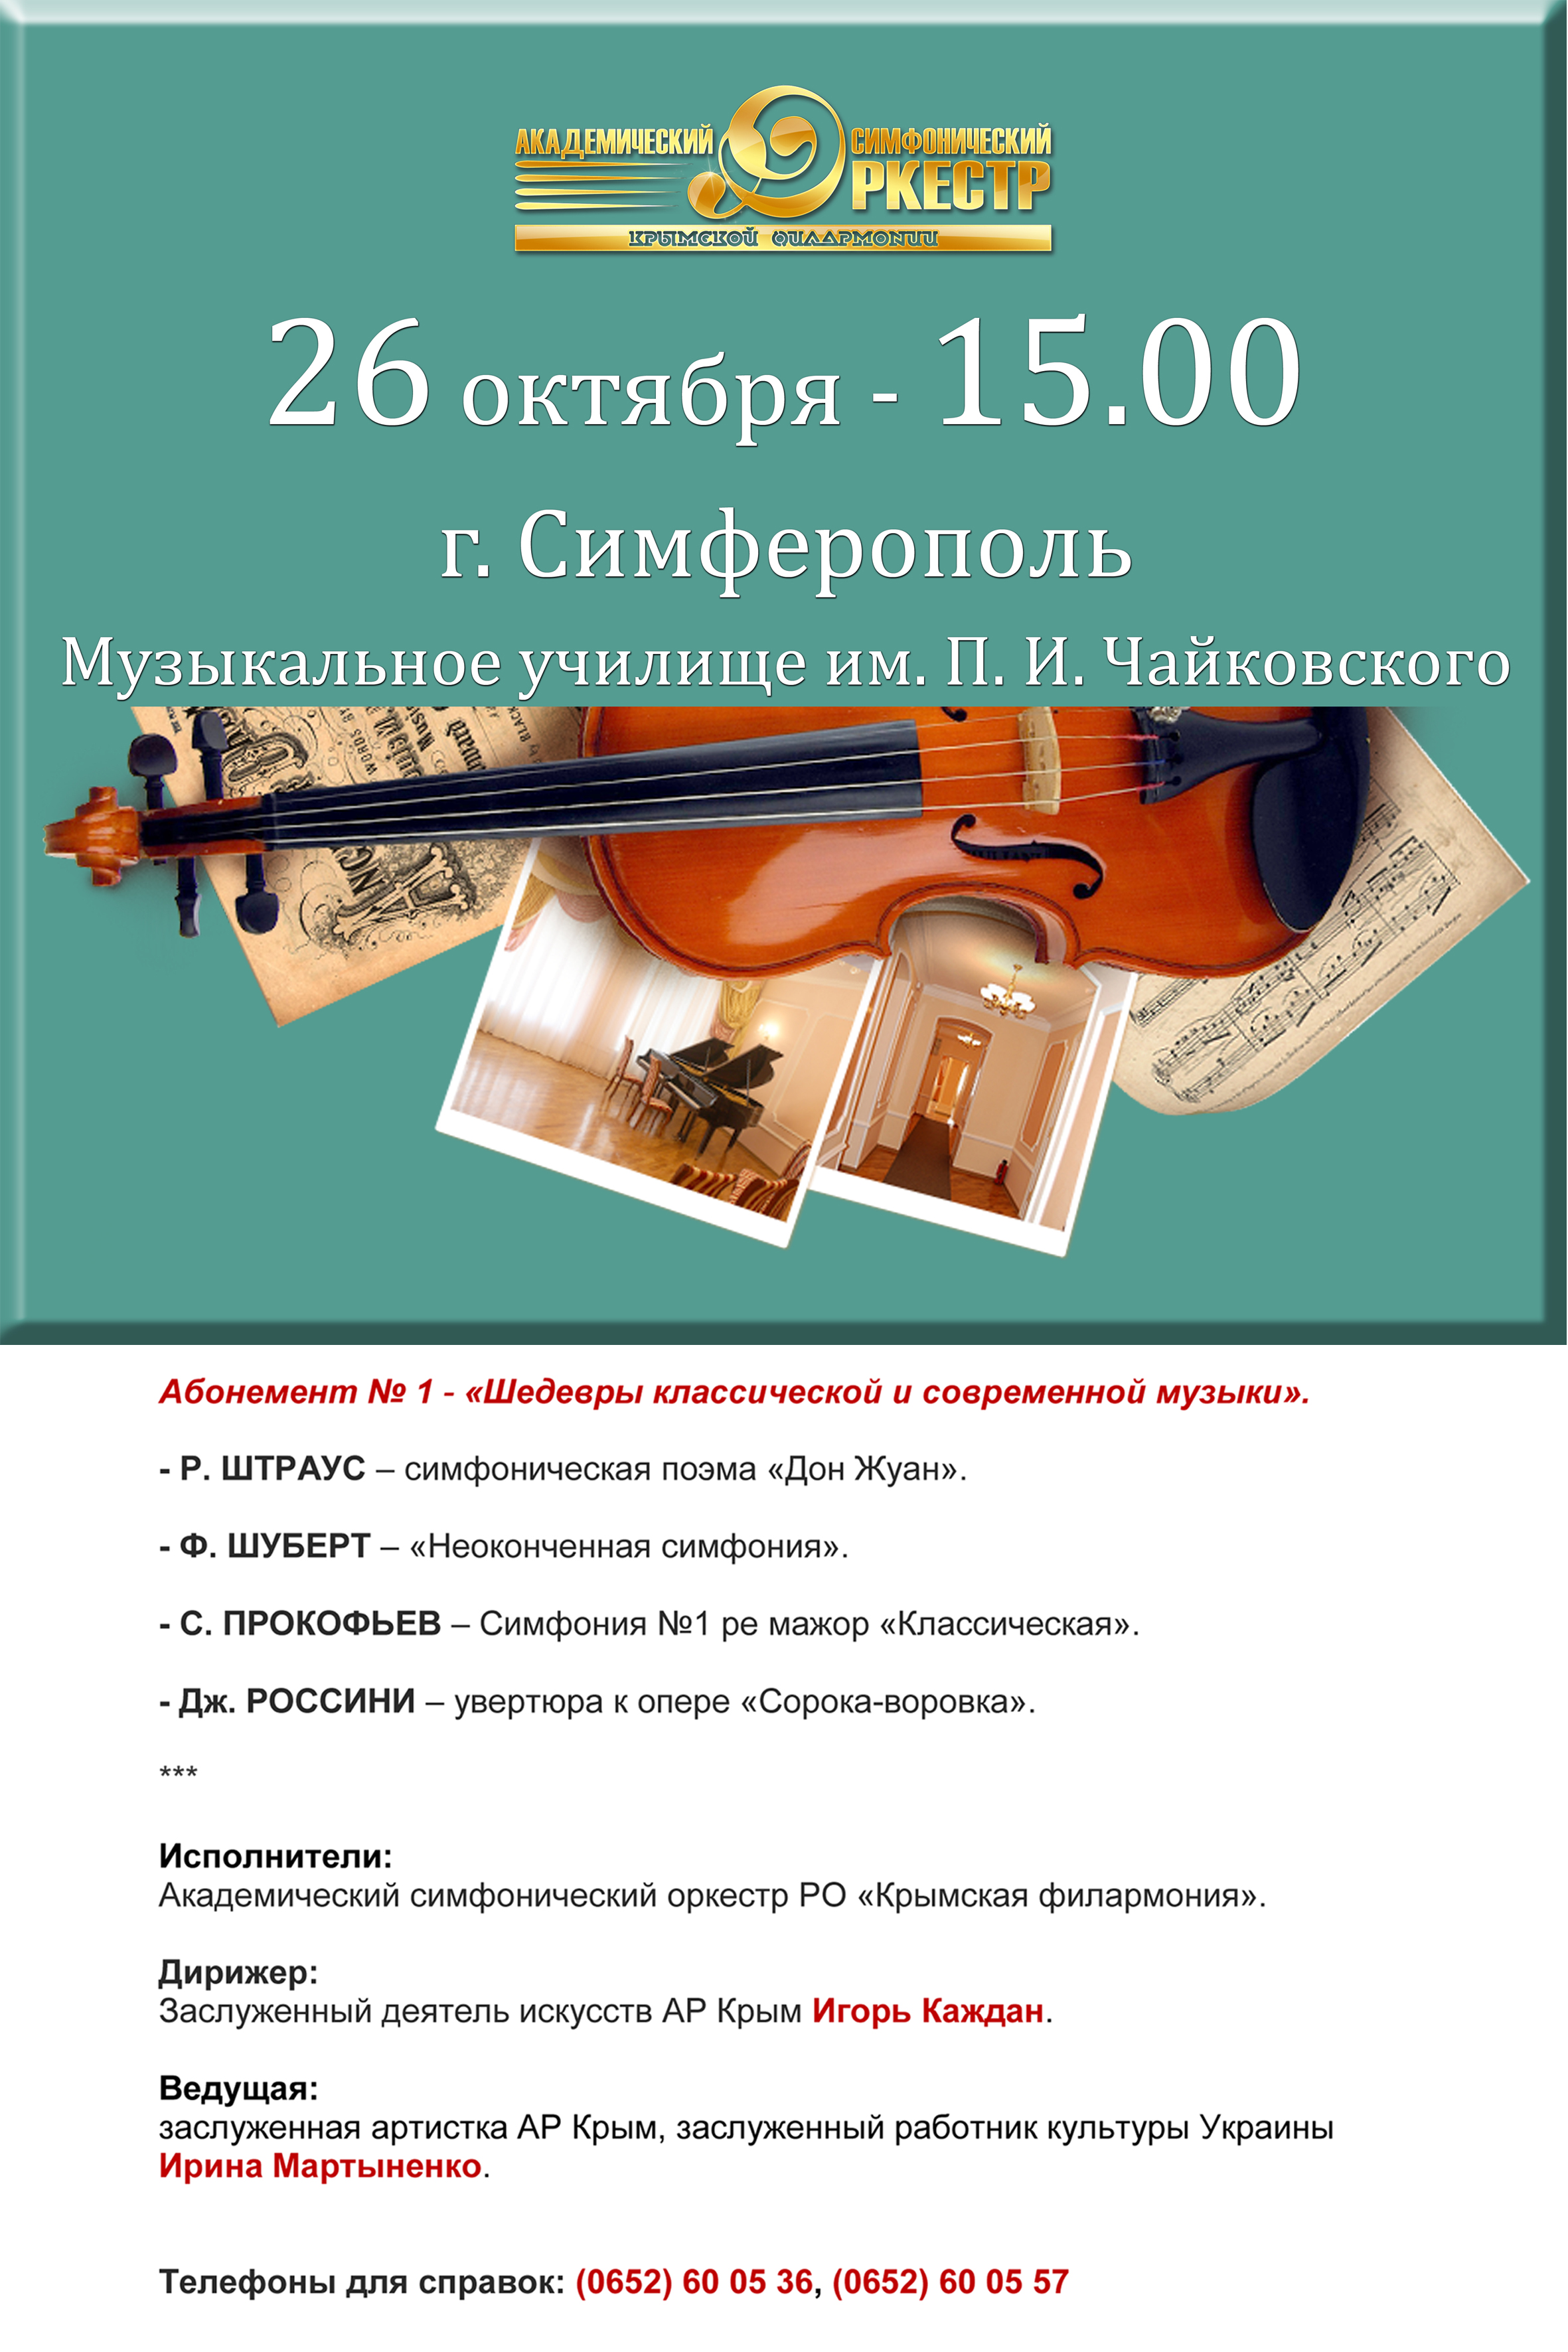 АКАДЕМИЧЕСКИЙ СИМФОНИЧЕСКИЙ
ОРКЕСТР
КРЫМСКОЙ ФИЛАРМОНИИ
26 октября - 15.00
г. Симферополь
Музыкальное училище им. П. И. Чайковского
Абонемент № 1 - «Шедевры классической и современной музыки».
- Р. ШТРАУС – симфоническая поэма «Дон Жуан».
- Ф. ШУБЕРТ – «Неоконченная симфония».
- С. ПРОКОФЬЕВ – Симфония №1 ре мажор «Классическая».
- Дж. РОССИНИ – увертюра к опере «Сорока-воровка».
***
Исполнители:
Академический симфонический оркестр РО «Крымская филармония».
Дирижер:
Заслуженный деятель искусств АР Крым Игорь Каждан.
Ведущая:
заслуженная артистка АР Крым, заслуженный работник культуры Украины
Ирина Мартыненко.
Телефоны для справок: (0652) 60 05 36, (0652) 60 05 57